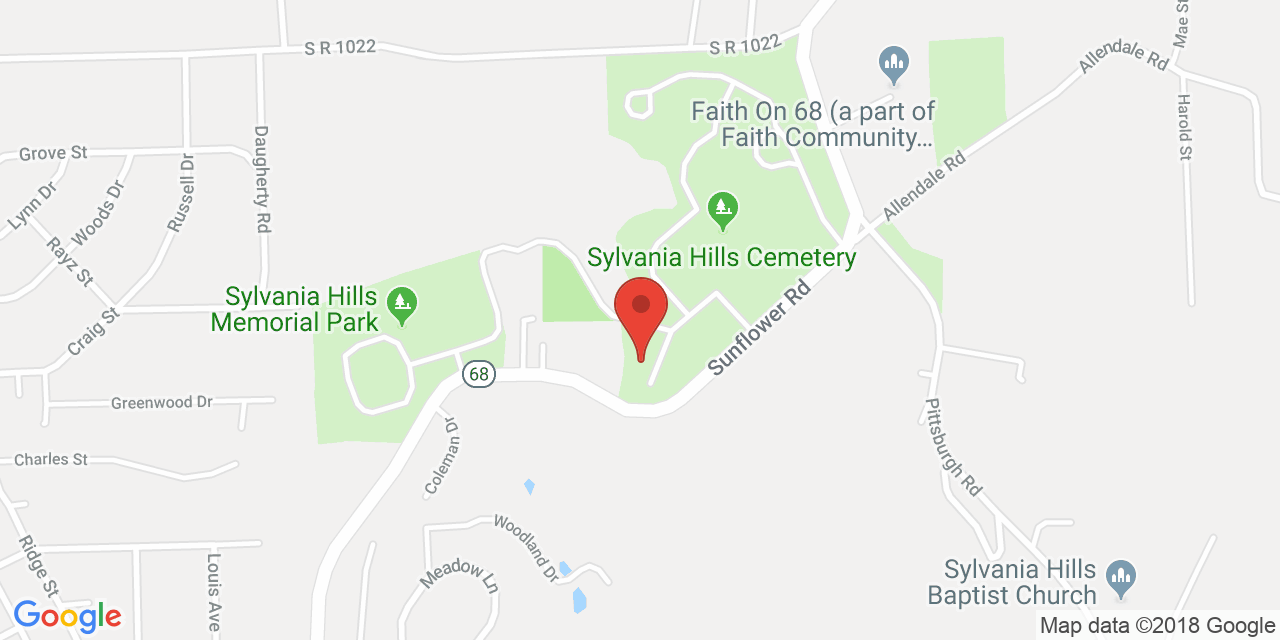 S R 1022
S R 1022
Mae St
Allendale Rd
Faith On 68 (a part of
Faith Community...
Harold St
Daugherty Rd
Grove St
Russell Dr
Lynn Dr
Woods Dr
Allendale Rd
Rayz St
Sylvania Hills Cemetery
Sylvania Hills
Memorial Park
Craig St
Sunflower Rd
68
Greenwood Dr
Pittsburgh Rd
Coleman Dr
Charles St
Woodland Dr
Ridge St
Louis Ave
Meadow Ln
Sylvania Hills
Baptist Church
Google
Map data ©2018 Google